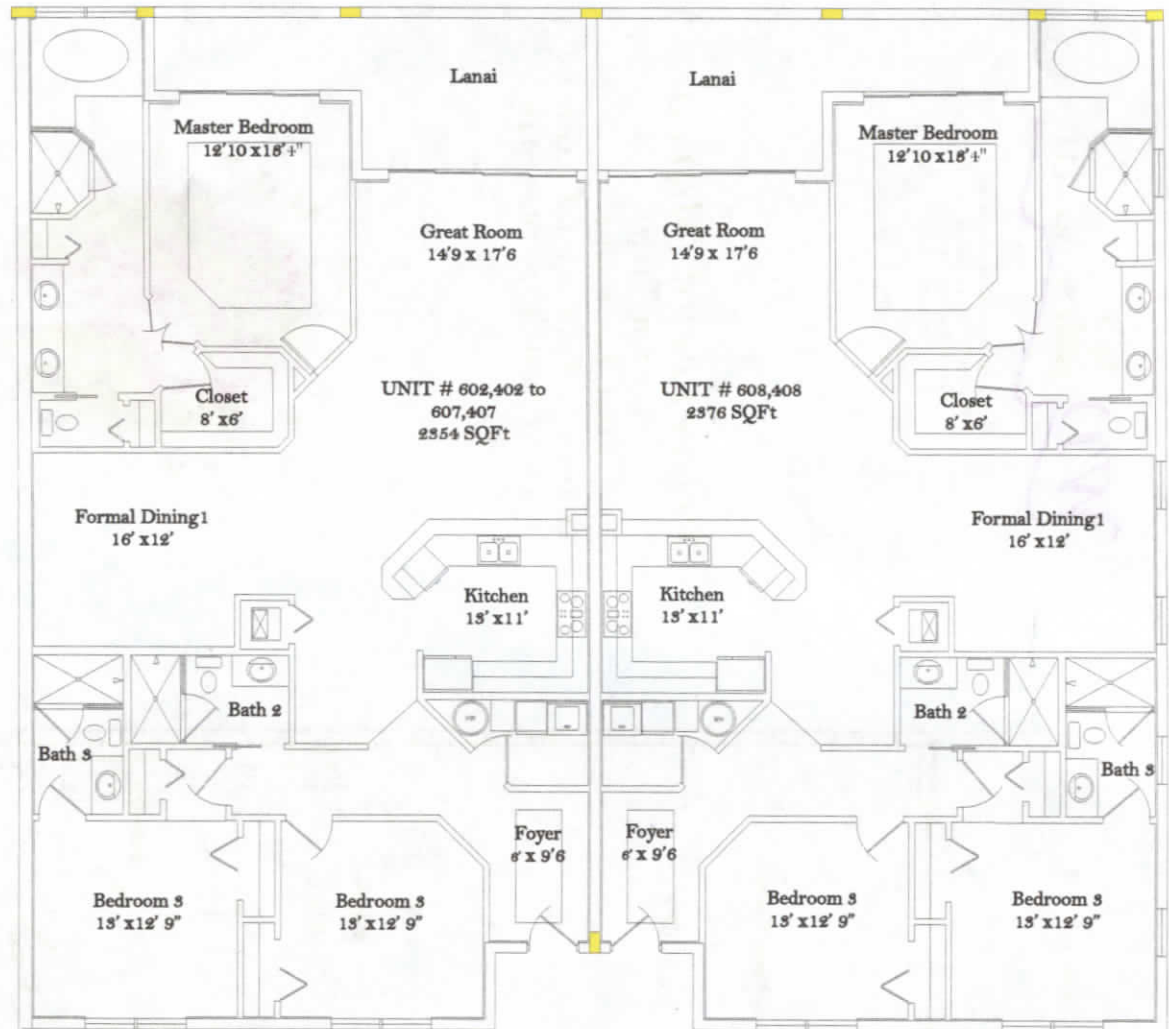 Lanai
Lanai
Master Bedroom
12'10 x18'4"
Master Bedroom
12'10 x18'4"
Great Room
14'9 x 17'6
Great Room
14'9 x 17'6
UNIT # 602,402 to
607,407
2354 SQFt
UNIT # 608,408
2376 SQFt
Closet
8' x6'
Closet
8' x6'
Formal Dining1
16' x12'
Formal Dining1
16' x12'
Kitchen
13' x11'
Kitchen
13' x11'
Bath 2
Bath 2
Bath 3
Bath 3
Foyer
6' x 9'6
Foyer
6' x 9'6
Bedroom 3
13' x12' 9"
Bedroom 3
13' x12' 9"
Bedroom 3
13' x12' 9"
Bedroom 3
13' x12' 9"